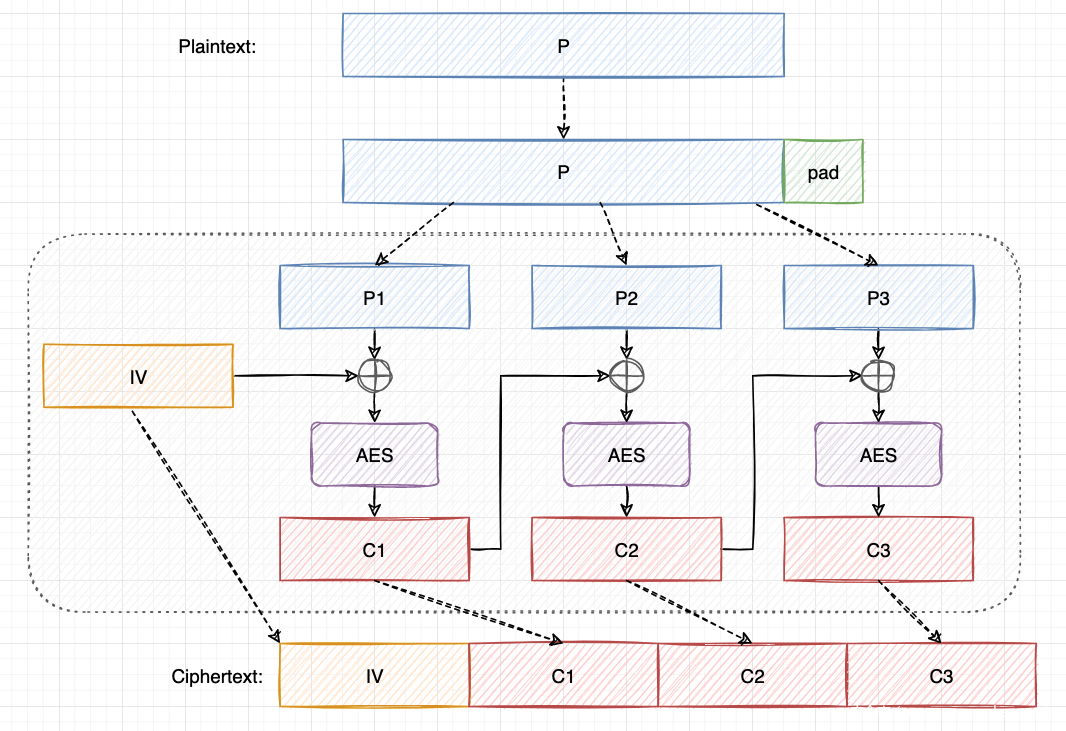 Plaintext:
P
P
pad
P1
P2
P3
IV
AES
AES
AES
C1
C2
C3
Ciphertext:
IV
C1
C2
C3